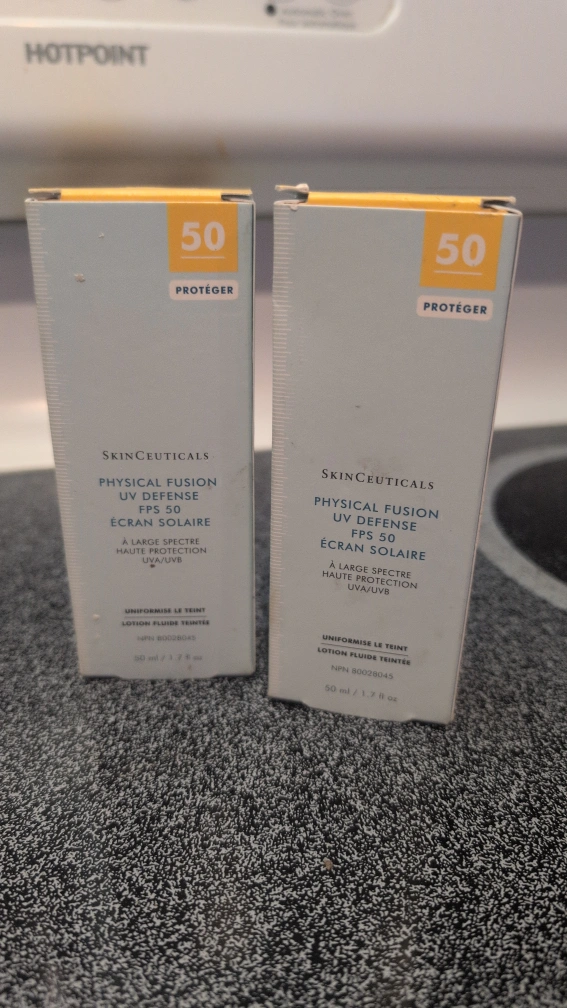 HOTPOINT
50
PROTÉGER
SKINCEUTICALS
PHYSICAL FUSION
UV DEFENSE
FPS 50
ÉCRAN SOLAIRE
À LARGE SPECTRE
HAUTE PROTECTION
UVA/UVB
UNIFORMISE LE TEINT
LOTION FLUIDE TEINTÉE
NPN 80028045
50 ml / 1.7 fl oz
50
PROTÉGER
SKINCEUTICALS
PHYSICAL FUSION
UV DEFENSE
FPS 50
ÉCRAN SOLAIRE
À LARGE SPECTRE
HAUTE PROTECTION
UVA/UVB
UNIFORMISE LE TEINT
LOTION FLUIDE TEINTÉE
NPN 80028045
50 ml / 1.7 fl oz